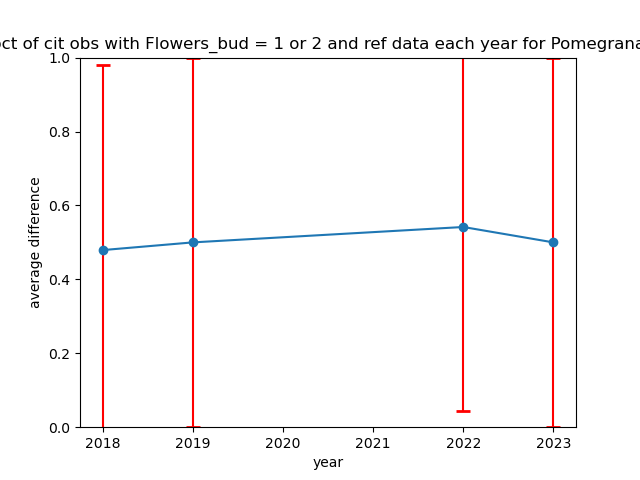 ct of cit obs with Flowers_bud = 1 or 2 and ref data each year for Pomegrana
1.0
0.8
0.6
0.4
0.2
0.0
average difference
2018 2019 2020 2021 2022 2023
year